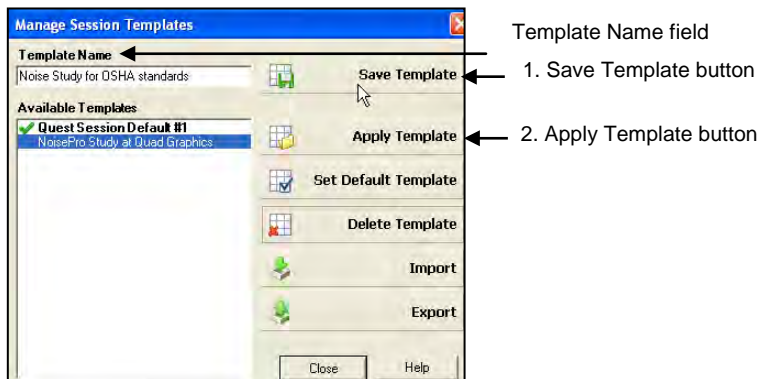 Manage Session Templates
Template Name
Noise Study for OSHA standards
Available Templates
Quest Session Default #1
NoisePro Study at Quad Graphics
Save Template
Apply Template
Set Default Template
Delete Template
Import
Export
Close Help
Template Name field
1. Save Template button
2. Apply Template button